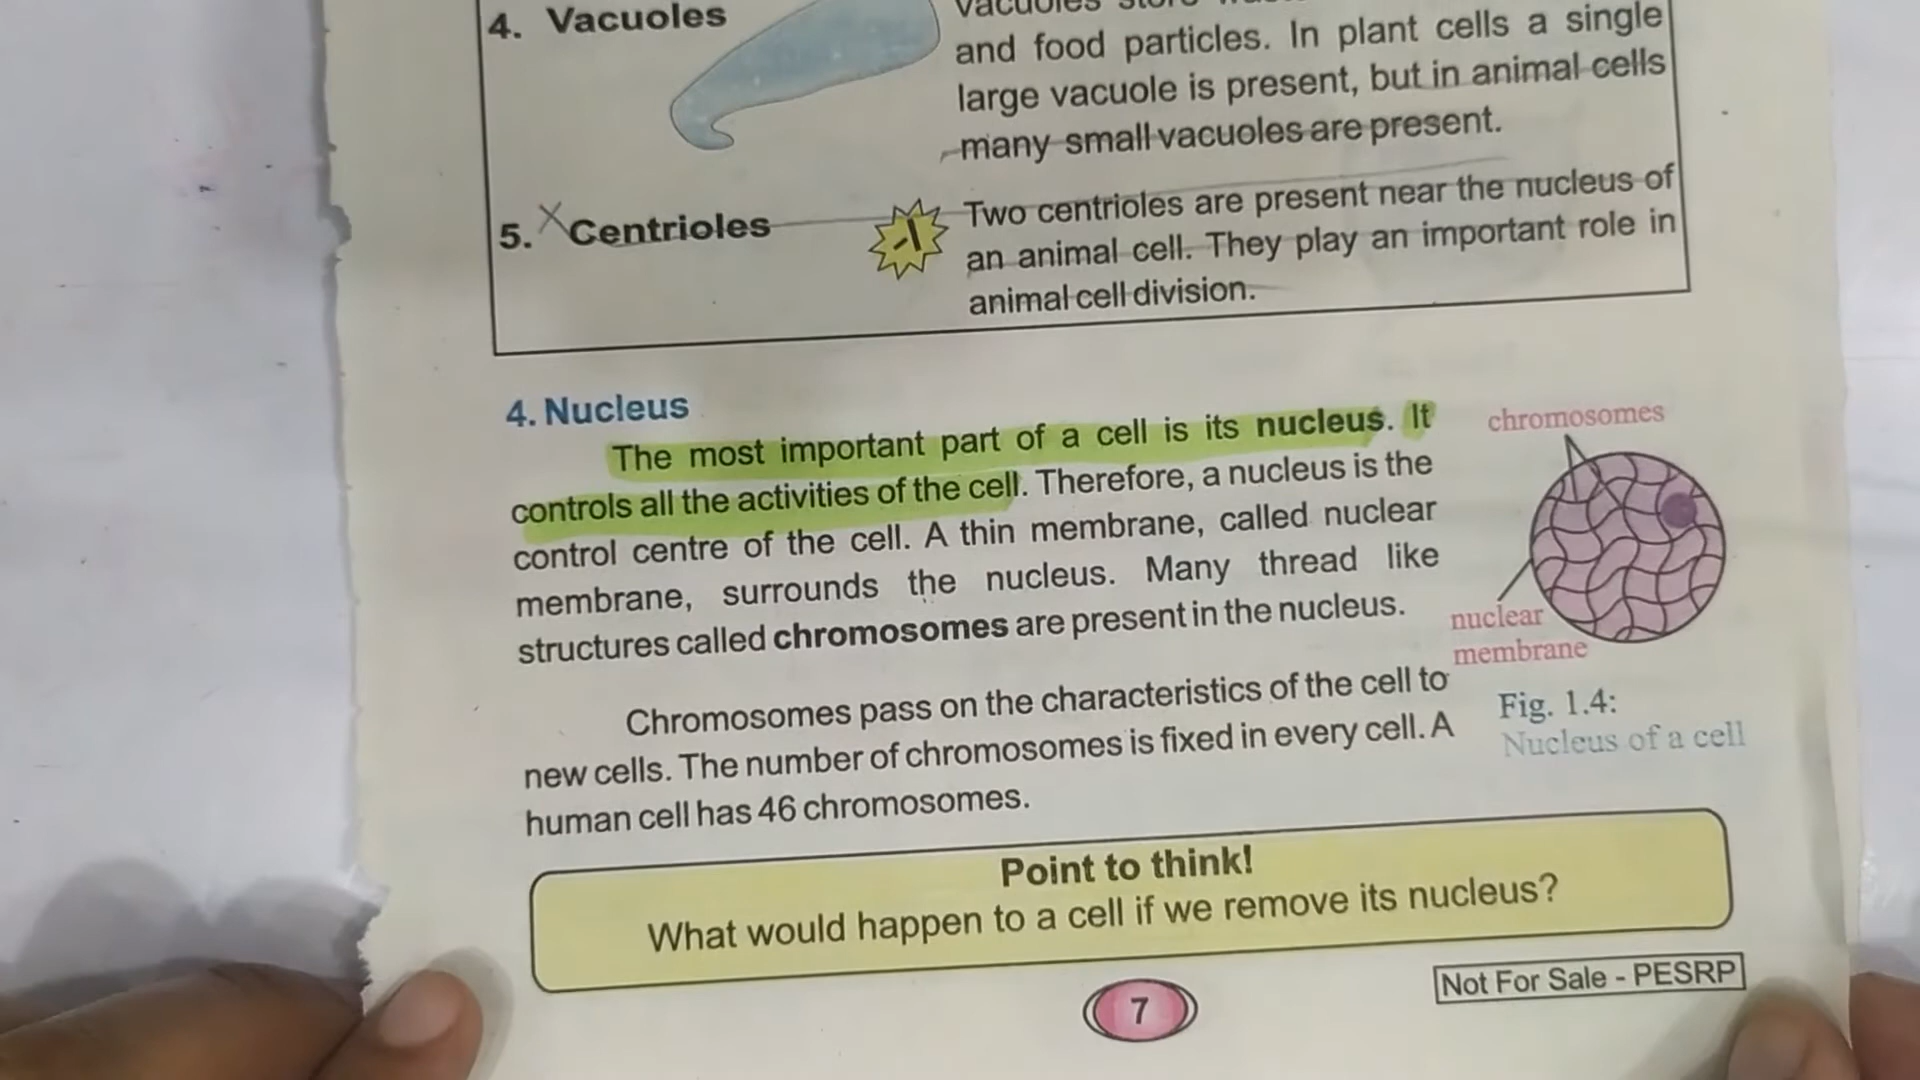 4. Vacuoles
and food particles. In plant cells a single
large vacuole is present, but in animal cells
many small vacuoles are present.
5. Centrioles
Two centrioles are present near the nucleus of
an animal cell. They play an important role in
animal cell division.
4. Nucleus
The most important part of a cell is its nucleus. It
controls all the activities of the cell. Therefore, a nucleus is the
control centre of the cell. A thin membrane, called nuclear
membrane, surrounds the nucleus. Many thread like
structures called chromosomes are present in the nucleus.
chromosomes
nuclear
membrane
Fig. 1.4:
Nucleus of a cell
Chromosomes pass on the characteristics of the cell to
new cells. The number of chromosomes is fixed in every cell. A
human cell has 46 chromosomes.
Point to think!
What would happen to a cell if we remove its nucleus?
7
Not For Sale - PESRP